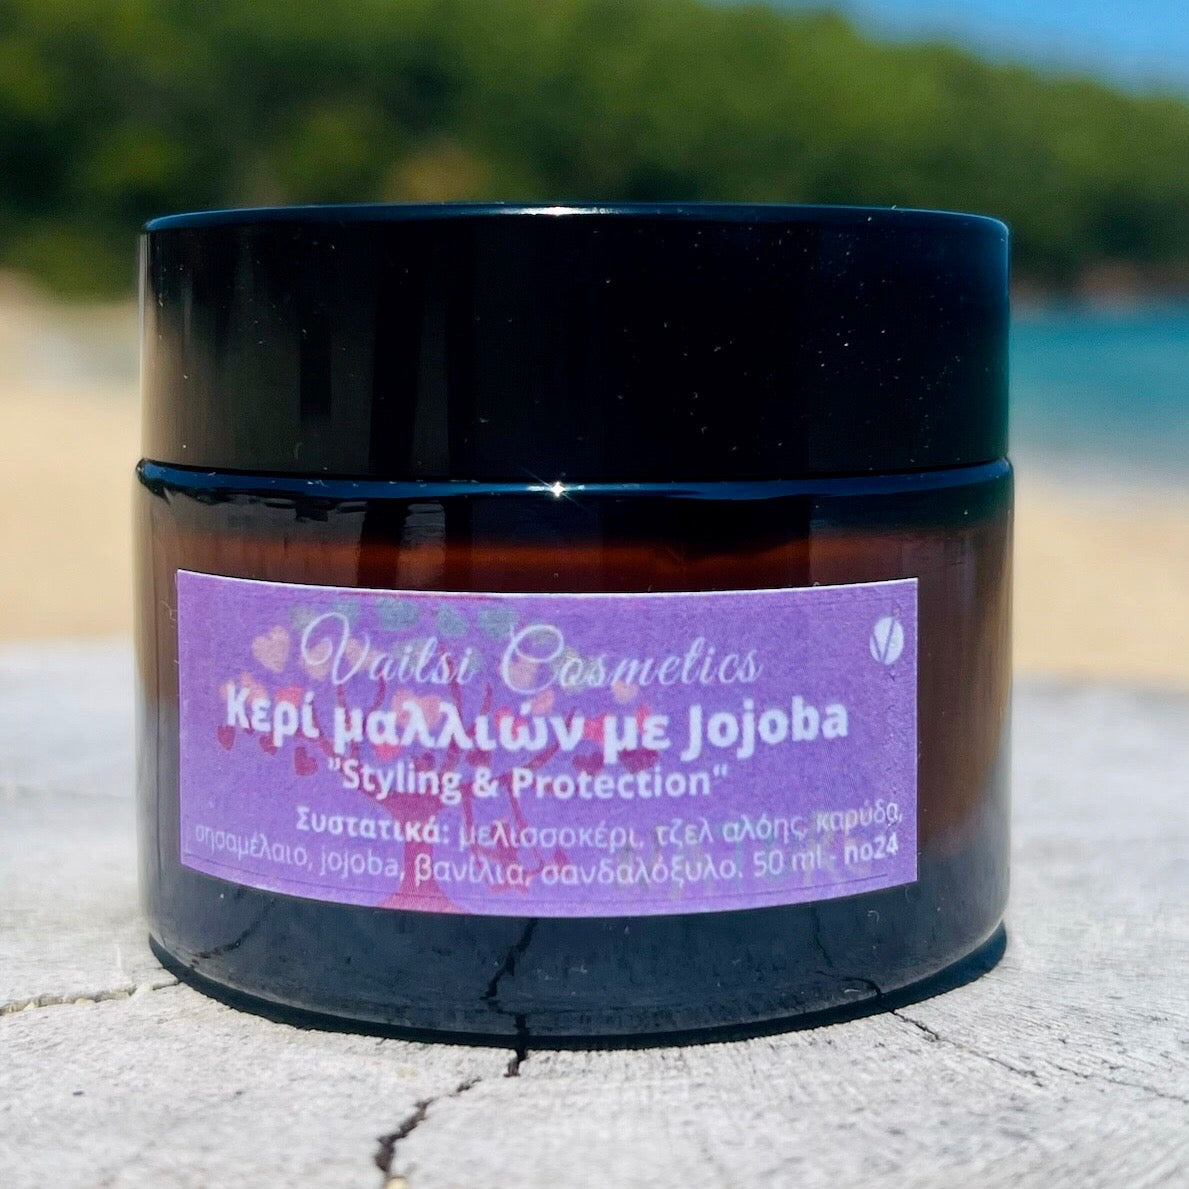 Vaitsi Cosmetics
Κερί μαλλιών με Jojoba
"Styling & Protection"
Συστατικά: μελισσοκέρι, τζελ αλόης, καρύδα,
σησαμέλαιο, jojoba, βανίλια, σανδαλόξυλο. 50 ml - no24